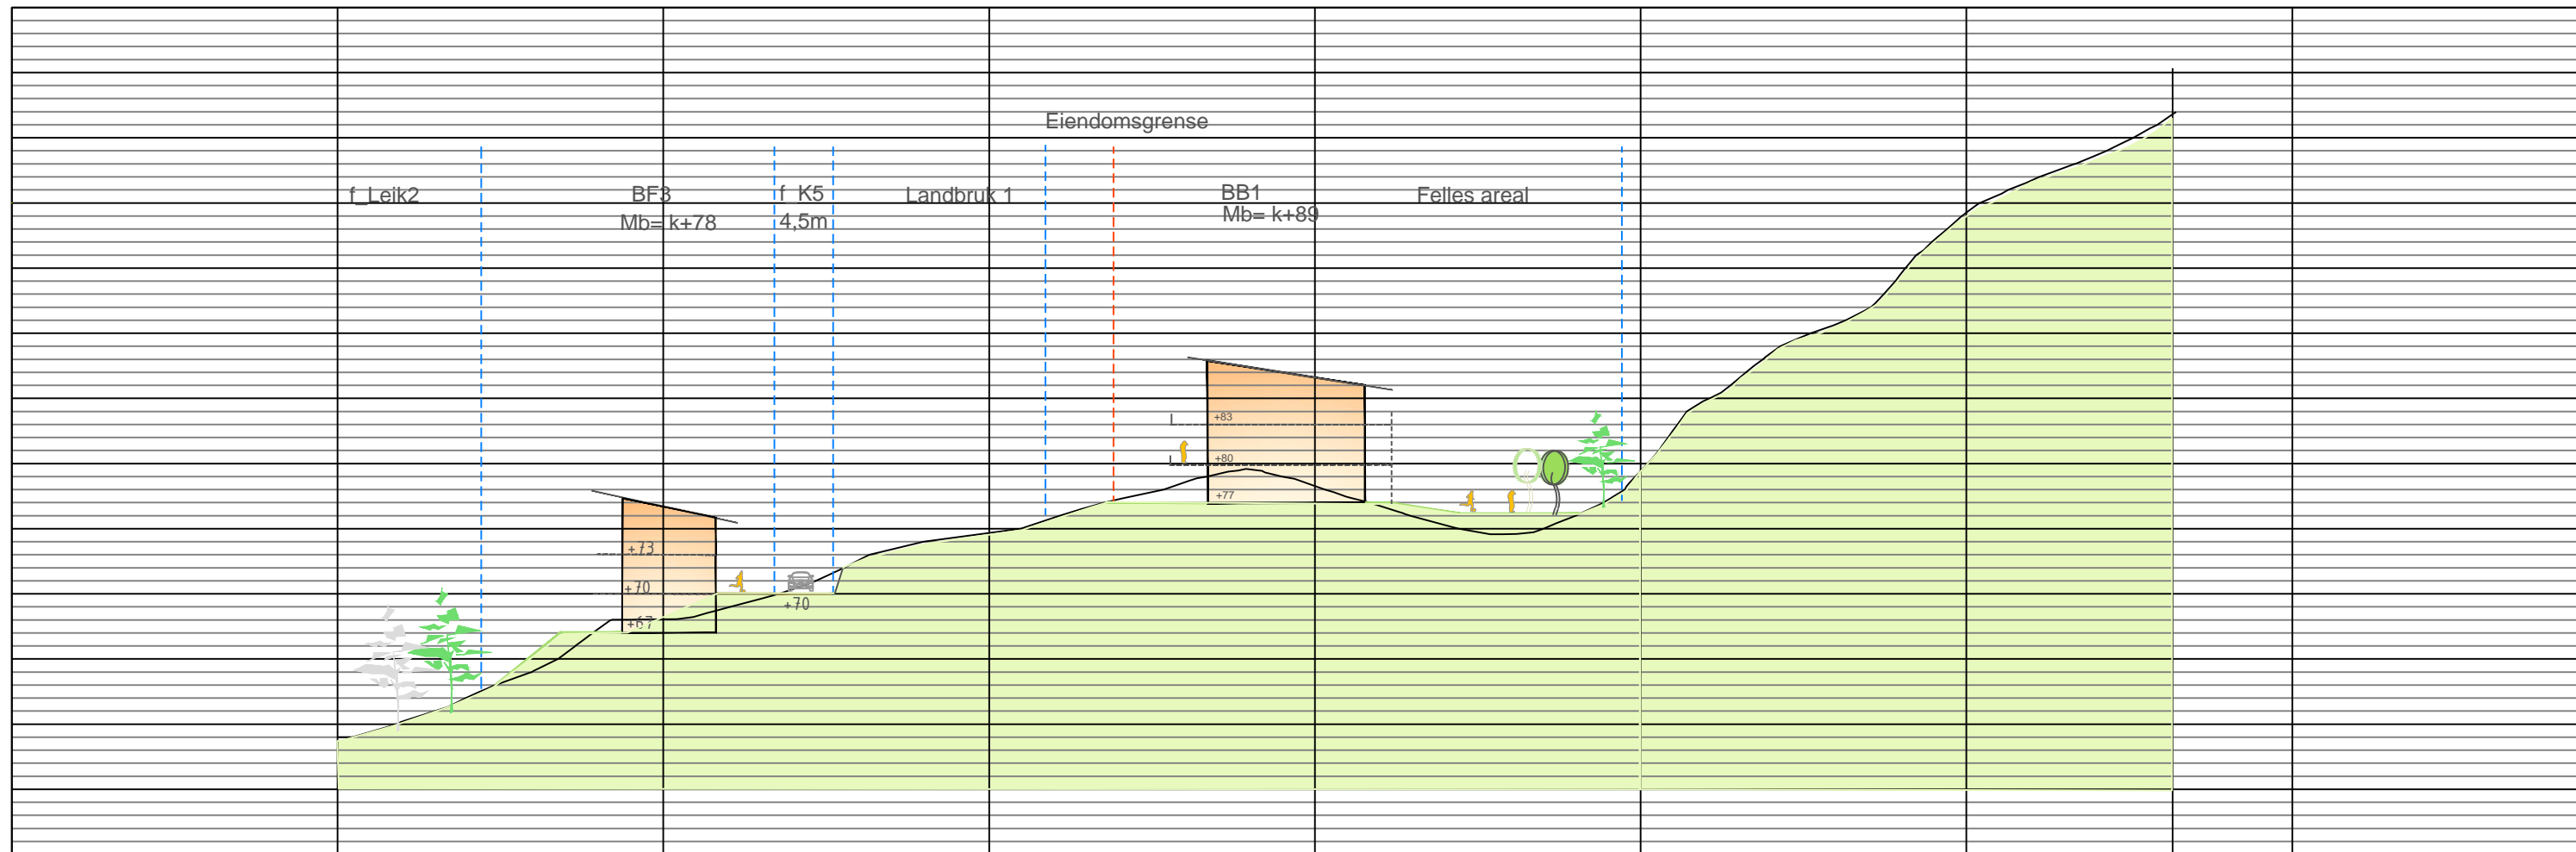 Eiendomsgrense
f_Leik2
BF3
Mb= k+78
f_K5
4,5m
Landbruk 1
BB1
Mb= k+89
Felles areal
+83
+80
+77
+73
+70
+67
+70